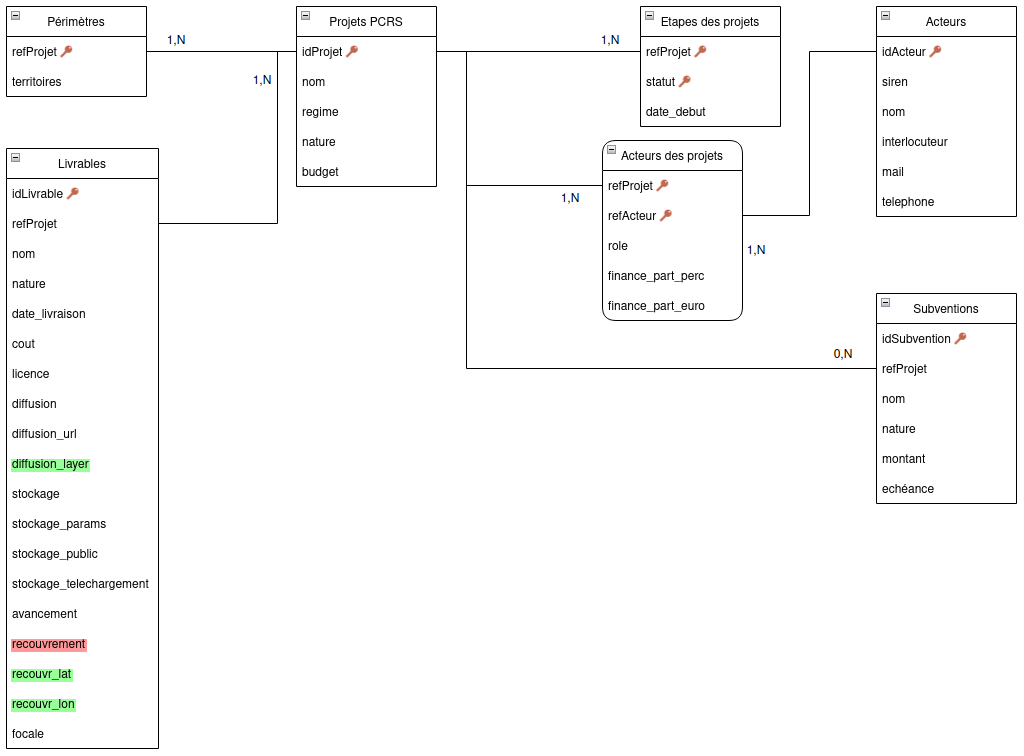 Périmètres
refProjet
territoires
1,N
1,N
Projets PCRS
idProjet
nom
regime
nature
budget
1,N
Etapes des projets
refProjet
statut
date_debut
Acteurs
idActeur
siren
nom
interlocuteur
mail
telephone
Livrables
idLivrable
refProjet
nom
nature
date_livraison
cout
licence
diffusion
diffusion_url
diffusion_layer
stockage
stockage_params
stockage_public
stockage_telechargement
avancement
recouvrement
recouvr_lat
recouvr_lon
focale
1,N
Acteurs des projets
refProjet
refActeur
role
finance_part_perc
finance_part_euro
1,N
0,N
Subventions
idSubvention
refProjet
nom
nature
montant
echéance